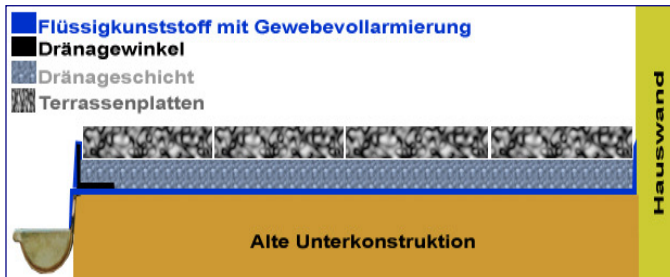 Flüssigkunststoff mit Gewebevollarmierung
Dränagewinkel
Dränageschicht
Terrassenplatten
Hauswand
Alte Unterkonstruktion